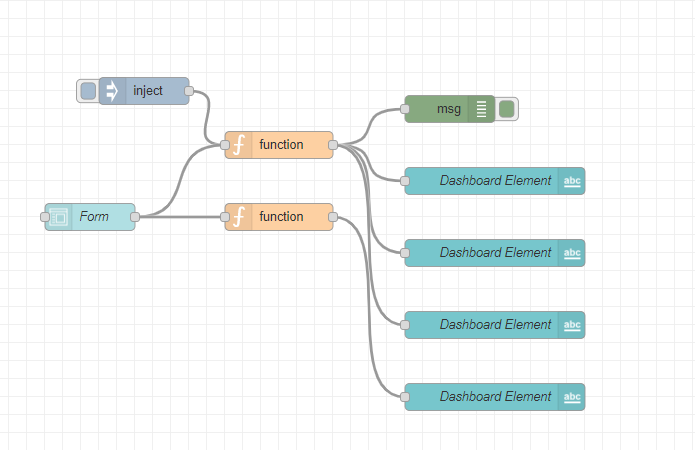 inject
msg
function
Dashboard Element abc
Form
function
Dashboard Element abc
Dashboard Element abc
Dashboard Element abc